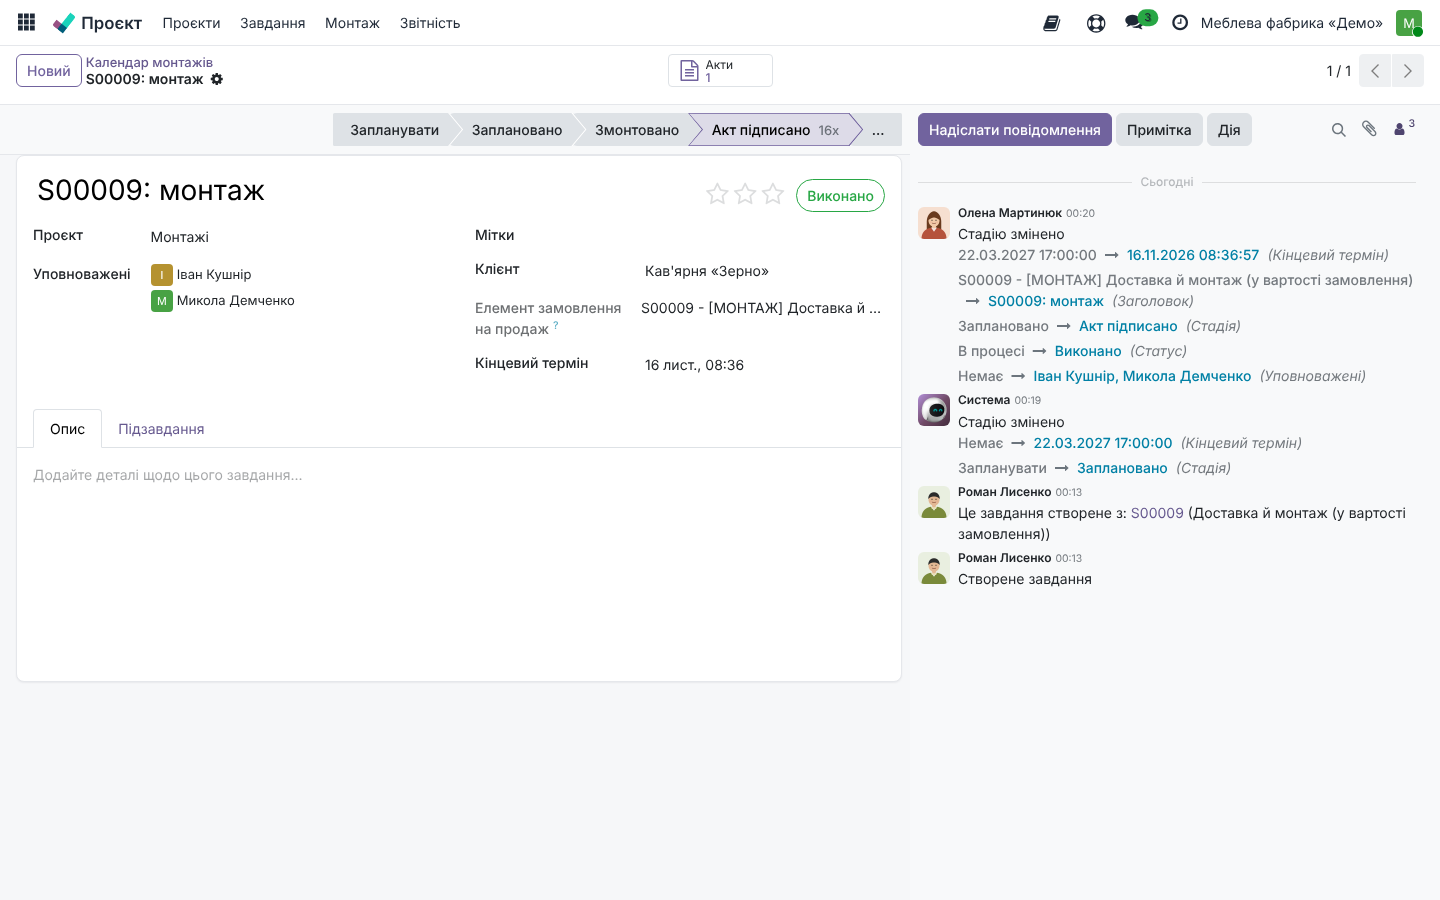 Проєкт
Проєкти
Завдання
Монтаж
Звітність
3
Меблева фабрика «Демо»
M
Новий
Календар монтажів
S00009: монтаж
Акти
1
1 / 1
Запланувати
Заплановано
Змонтовано
Акт підписано 16x
...
Надіслати повідомлення
Примітка
Дія
3
S00009: монтаж
Виконано
Проєкт
Монтажі
Уповноважені
І Іван Кушнір
М Микола Демченко
Мітки
Клієнт
Кав'ярня «Зерно»
Елемент замовлення
на продаж ?
S00009 - [МОНТАЖ] Доставка й ...
Кінцевий термін
16 лист., 08:36
Опис
Підзавдання
Додайте деталі щодо цього завдання...
Сьогодні
Олена Мартинюк 00:20
Стадію змінено
22.03.2027 17:00:00 → 16.11.2026 08:36:57 (Кінцевий термін)
S00009 - [МОНТАЖ] Доставка й монтаж (у вартості замовлення)
→ S00009: монтаж (Заголовок)
Заплановано → Акт підписано (Стадія)
В процесі → Виконано (Статус)
Немає → Іван Кушнір, Микола Демченко (Уповноважені)
Система 00:19
Стадію змінено
Немає → 22.03.2027 17:00:00 (Кінцевий термін)
Запланувати → Заплановано (Стадія)
Роман Лисенко 00:13
Це завдання створене з: S00009 (Доставка й монтаж (у вартості
замовлення))
Роман Лисенко 00:13
Створене завдання